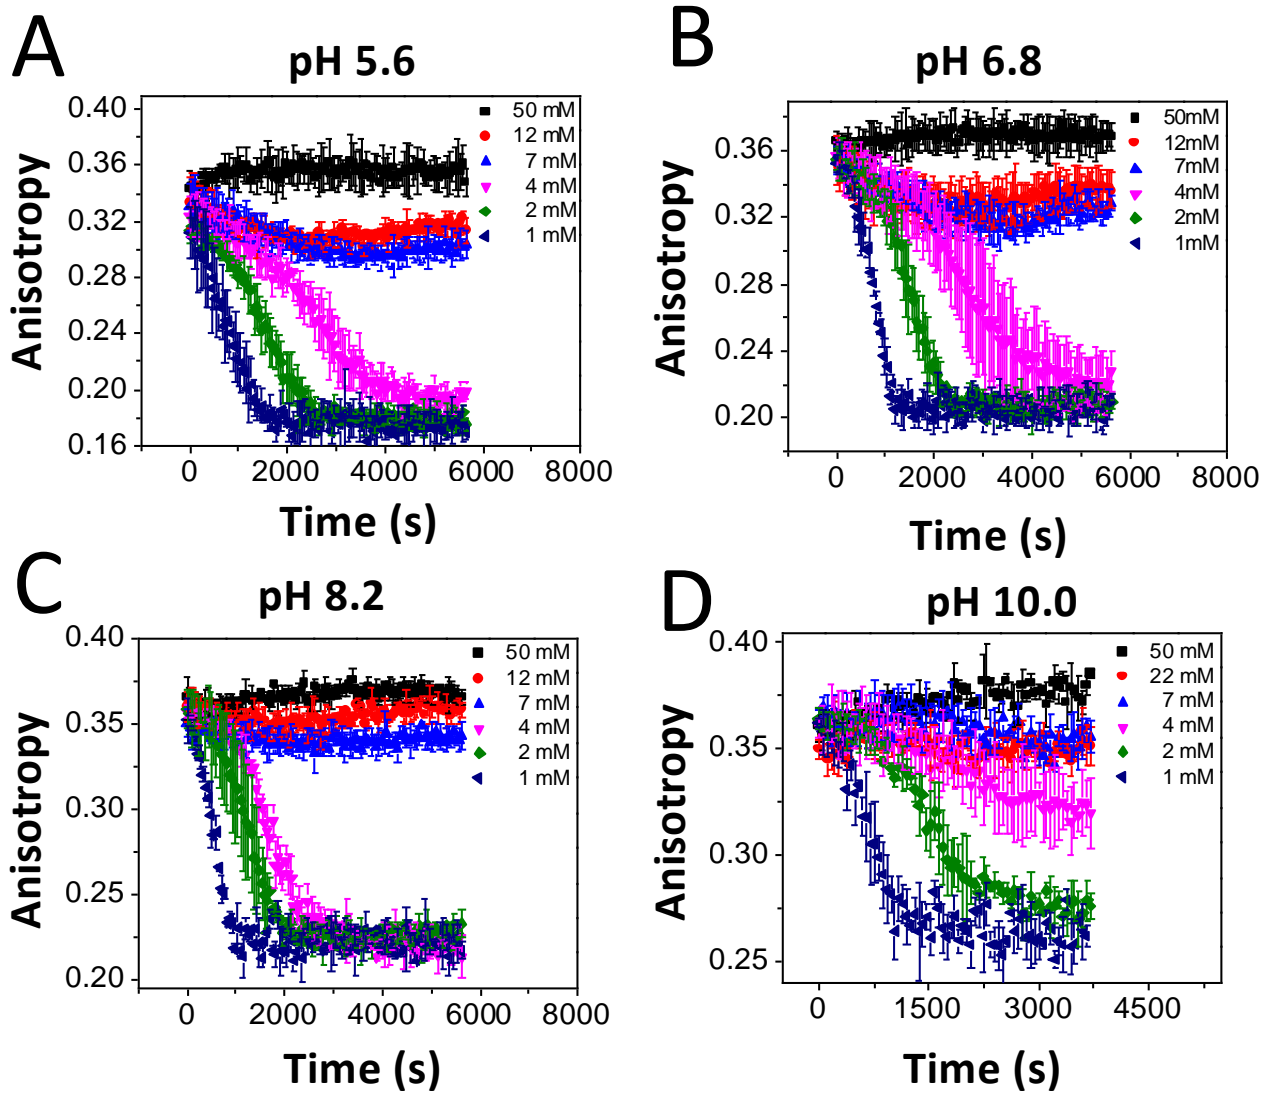 A
pH 5.6
0.40
0.36
0.32
0.28
0.24
0.20
0.16
Anisotropy
50 mM
12 mM
7 mM
4 mM
2 mM
1 mM
0 2000 4000 6000 8000
Time (s)
B
pH 6.8
0.36
0.32
0.28
0.24
0.20
Anisotropy
50mM
12mM
7mM
4mM
2mM
1mM
0 2000 4000 6000 8000
Time (s)
C
pH 8.2
0.40
0.35
0.30
0.25
0.20
Anisotropy
50 mM
12 mM
7 mM
4 mM
2 mM
1 mM
0 2000 4000 6000 8000
Time (s)
D
pH 10.0
0.40
0.35
0.30
0.25
Anisotropy
50 mM
22 mM
7 mM
4 mM
2 mM
1 mM
0 1500 3000 4500
Time (s)